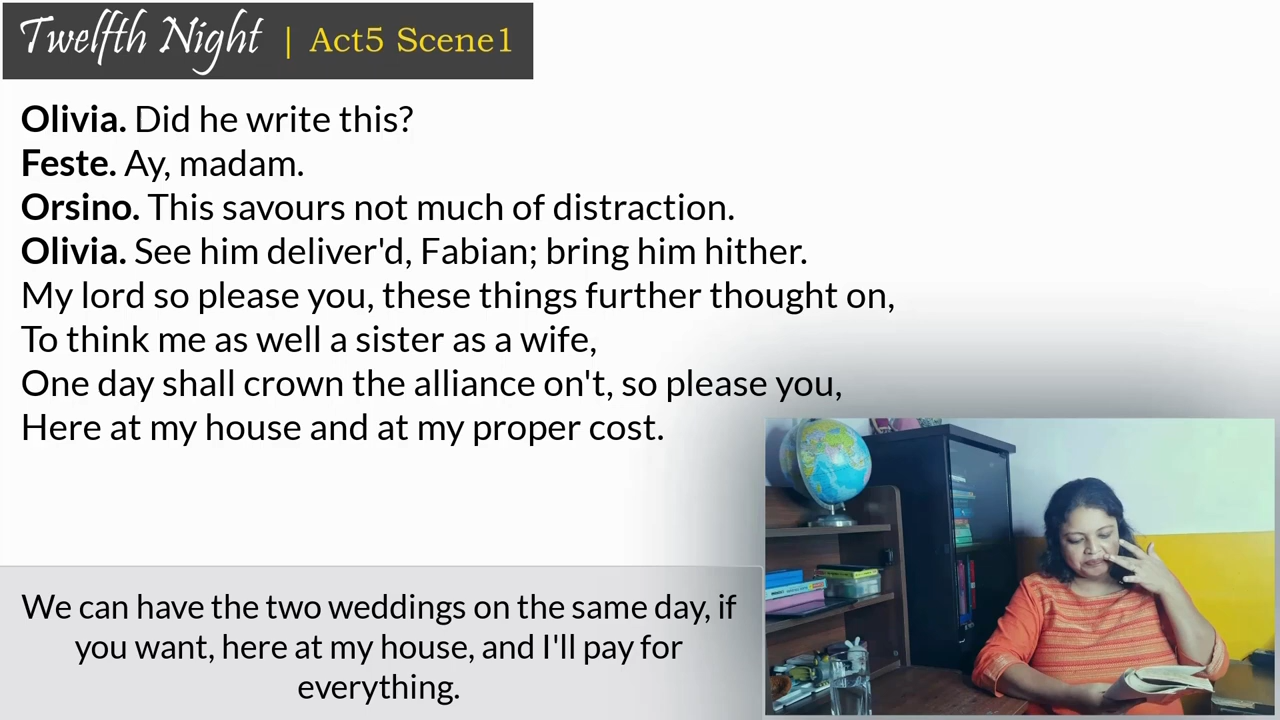 Twelfth Night | Act5 Scene1
Olivia. Did he write this?
Feste. Ay, madam.
Orsino. This savours not much of distraction.
Olivia. See him deliver'd, Fabian; bring him hither.
My lord so please you, these things further thought on,
To think me as well a sister as a wife,
One day shall crown the alliance on't, so please you,
Here at my house and at my proper cost.
We can have the two weddings on the same day, if
you want, here at my house, and I'll pay for
everything.